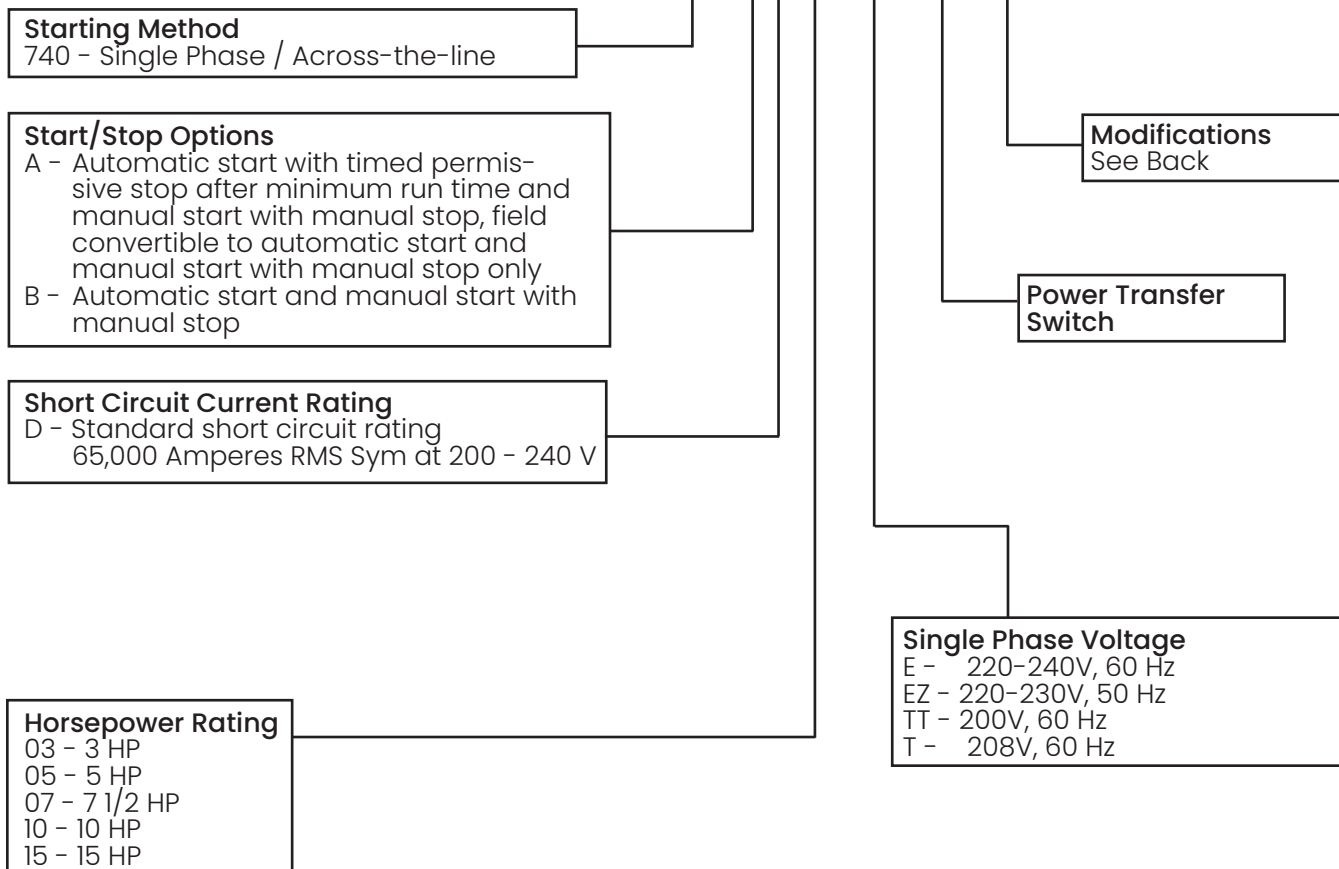 Starting Method
740 - Single Phase / Across-the-line
Start/Stop Options
A - Automatic start with timed permis-
sive stop after minimum run time and
manual start with manual stop, field
convertible to automatic start and
manual start with manual stop only
B - Automatic start and manual start with
manual stop
Short Circuit Current Rating
D - Standard short circuit rating
65,000 Amperes RMS Sym at 200 - 240 V
Horsepower Rating
03 - 3 HP
05 - 5 HP
07 - 7 1/2 HP
10 - 10 HP
15 - 15 HP
Modifications
See Back
Power Transfer
Switch
Single Phase Voltage
E - 220-240V, 60 Hz
EZ - 220-230V, 50 Hz
TT - 200V, 60 Hz
T - 208V, 60 Hz